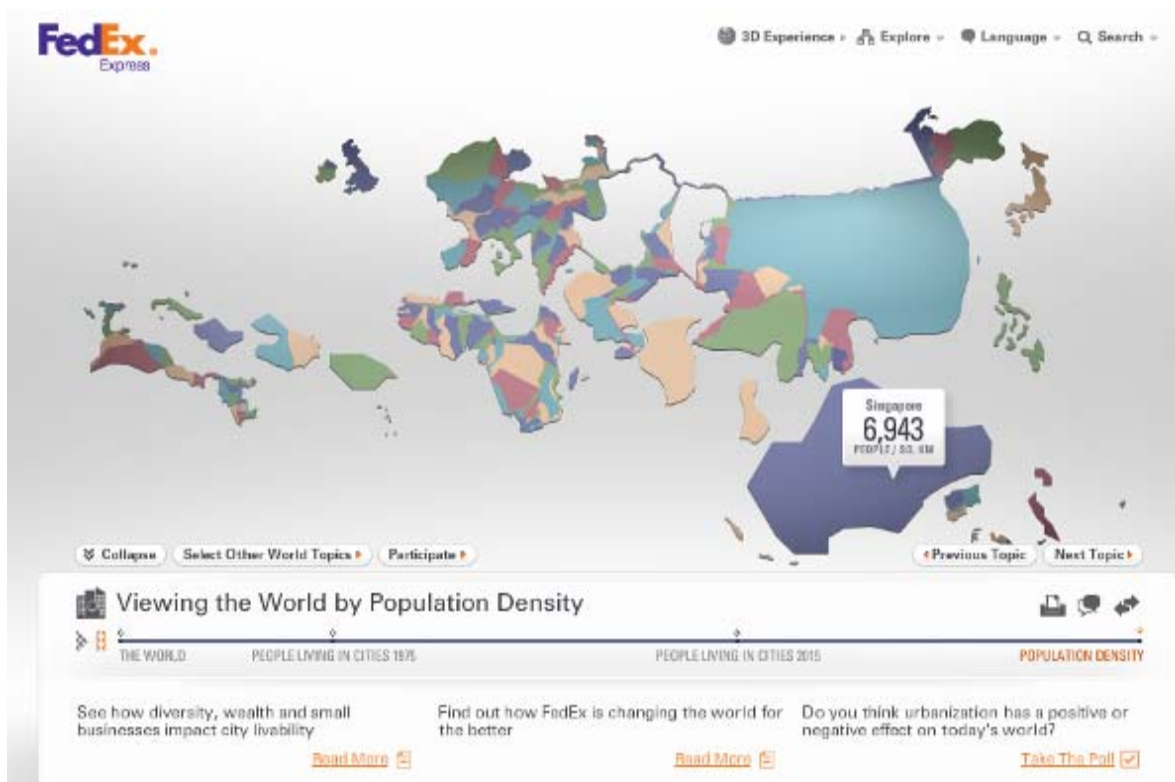 FedEx.
Express
3D Experience Explore Language Search
Singapore
6,943
PEOPLE / SQ. KM
Collapse Select Other World Topics Participate Previous Topic Next Topic
Viewing the World by Population Density
THE WORLD PEOPLE LIVING IN CITIES 1975 PEOPLE LIVING IN CITIES 2015 POPULATION DENSITY
See how diversity, wealth and small
businesses impact city livability
Read More
Find out how FedEx is changing the world for
the better
Read More
Do you think urbanization has a positive or
negative effect on today's world?
Take The Poll